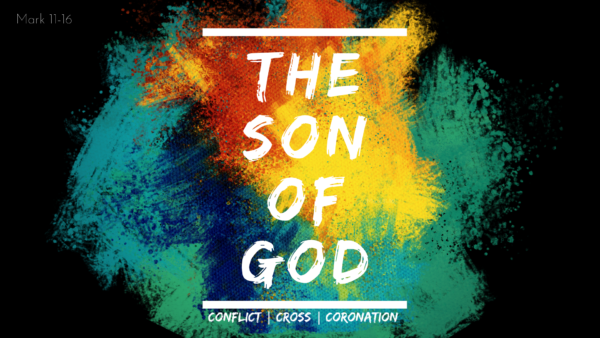 Mark 11-16
THE
SON
OF
GOD
CONFLICT | CROSS | CORONATION